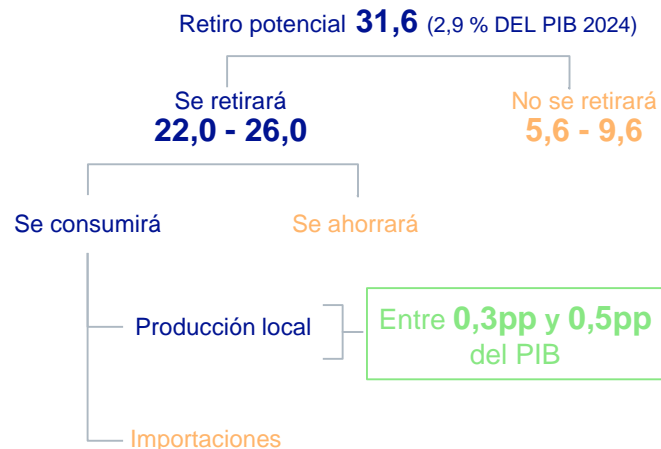 Retiro potencial 31,6 (2,9 % DEL PIB 2024)
Se retirará
22,0 - 26,0
No se retirará
5,6 - 9,6
Se consumirá
Se ahorrará
Producción local
Entre 0,3pp y 0,5pp
del PIB
Importaciones